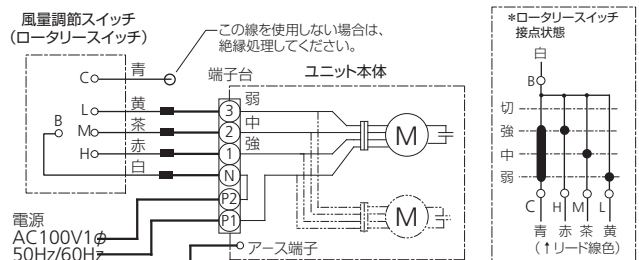 風量調節スイッチ
(ロータリースイッチ)
この線を使用しない場合は、
絶縁処理してください。
端子台
ユニット本体
C
青
B
L
黄
3
弱
M
茶
2
中
H
赤
1
強
白
N
P2
P1
M
M
電源
AC100V1φ
50Hz/60Hz
アース端子
*ロータリースイッチ
接点状態
白
B
切
強
中
弱
C H M L
青 赤 茶 黄
(↑リード線色)